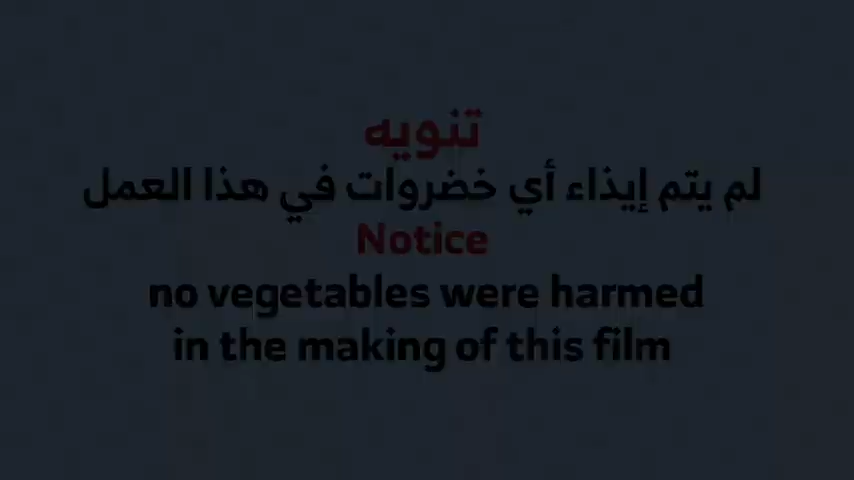 تنويه
لم يتم إيذاء أي خضروات في هذا العمل
Notice
no vegetables were harmed
in the making of this film